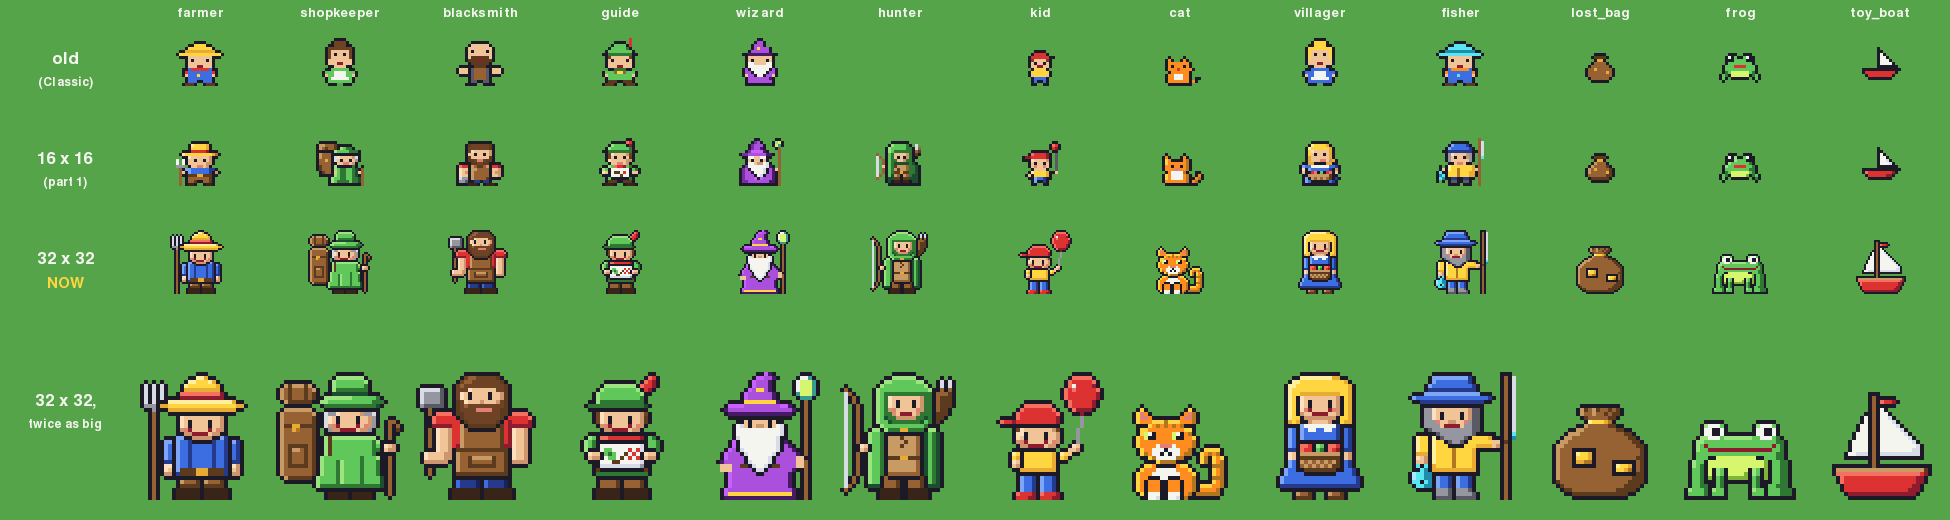 farmer shopkeeper blacksmith guide wizard hunter kid cat villager fisher lost_bag frog toy_boat
old
(Classic)
16 x 16
(part 1)
32 x 32
NOW
32 x 32,
twice as big